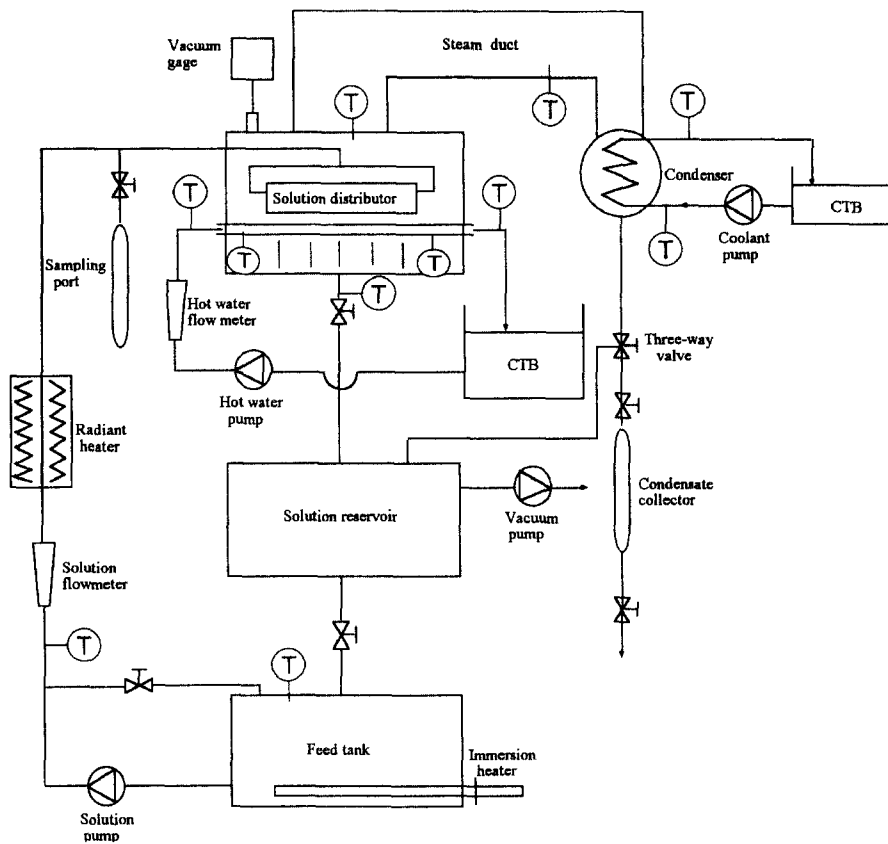 Vacuum
gage
Steam duct
T
T
T
Condenser
CTB
T
Coolant
pump
T
T
Solution distributor
T
T
T
Sampling
port
Hot water
flow meter
Hot water
pump
CTB
Three-way
valve
Radiant
heater
Solution reservoir
Vacuum
pump
Condensate
collector
Solution
flowmeter
T
T
Feed tank
Immersion
heater
Solution
pump